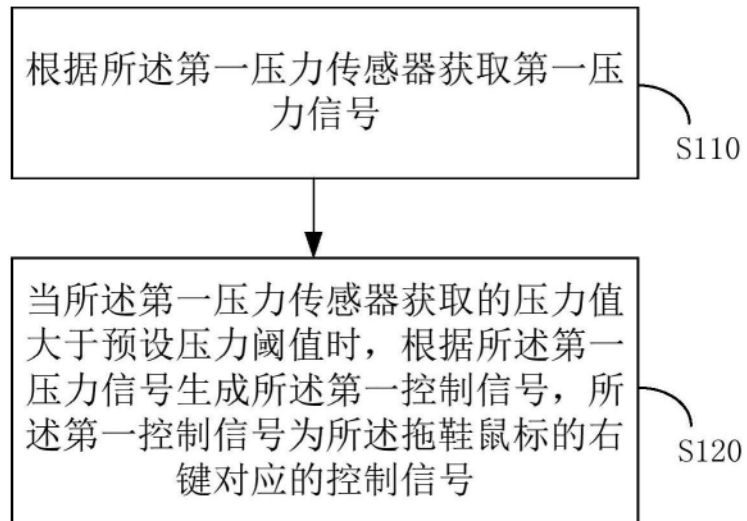 根据所述第一压力传感器获取第一压
力信号
S110
当所述第一压力传感器获取的压力值
大于预设压力阈值时，根据所述第一
压力信号生成所述第一控制信号，所
述第一控制信号为所述拖鞋鼠标的右
键对应的控制信号
S120